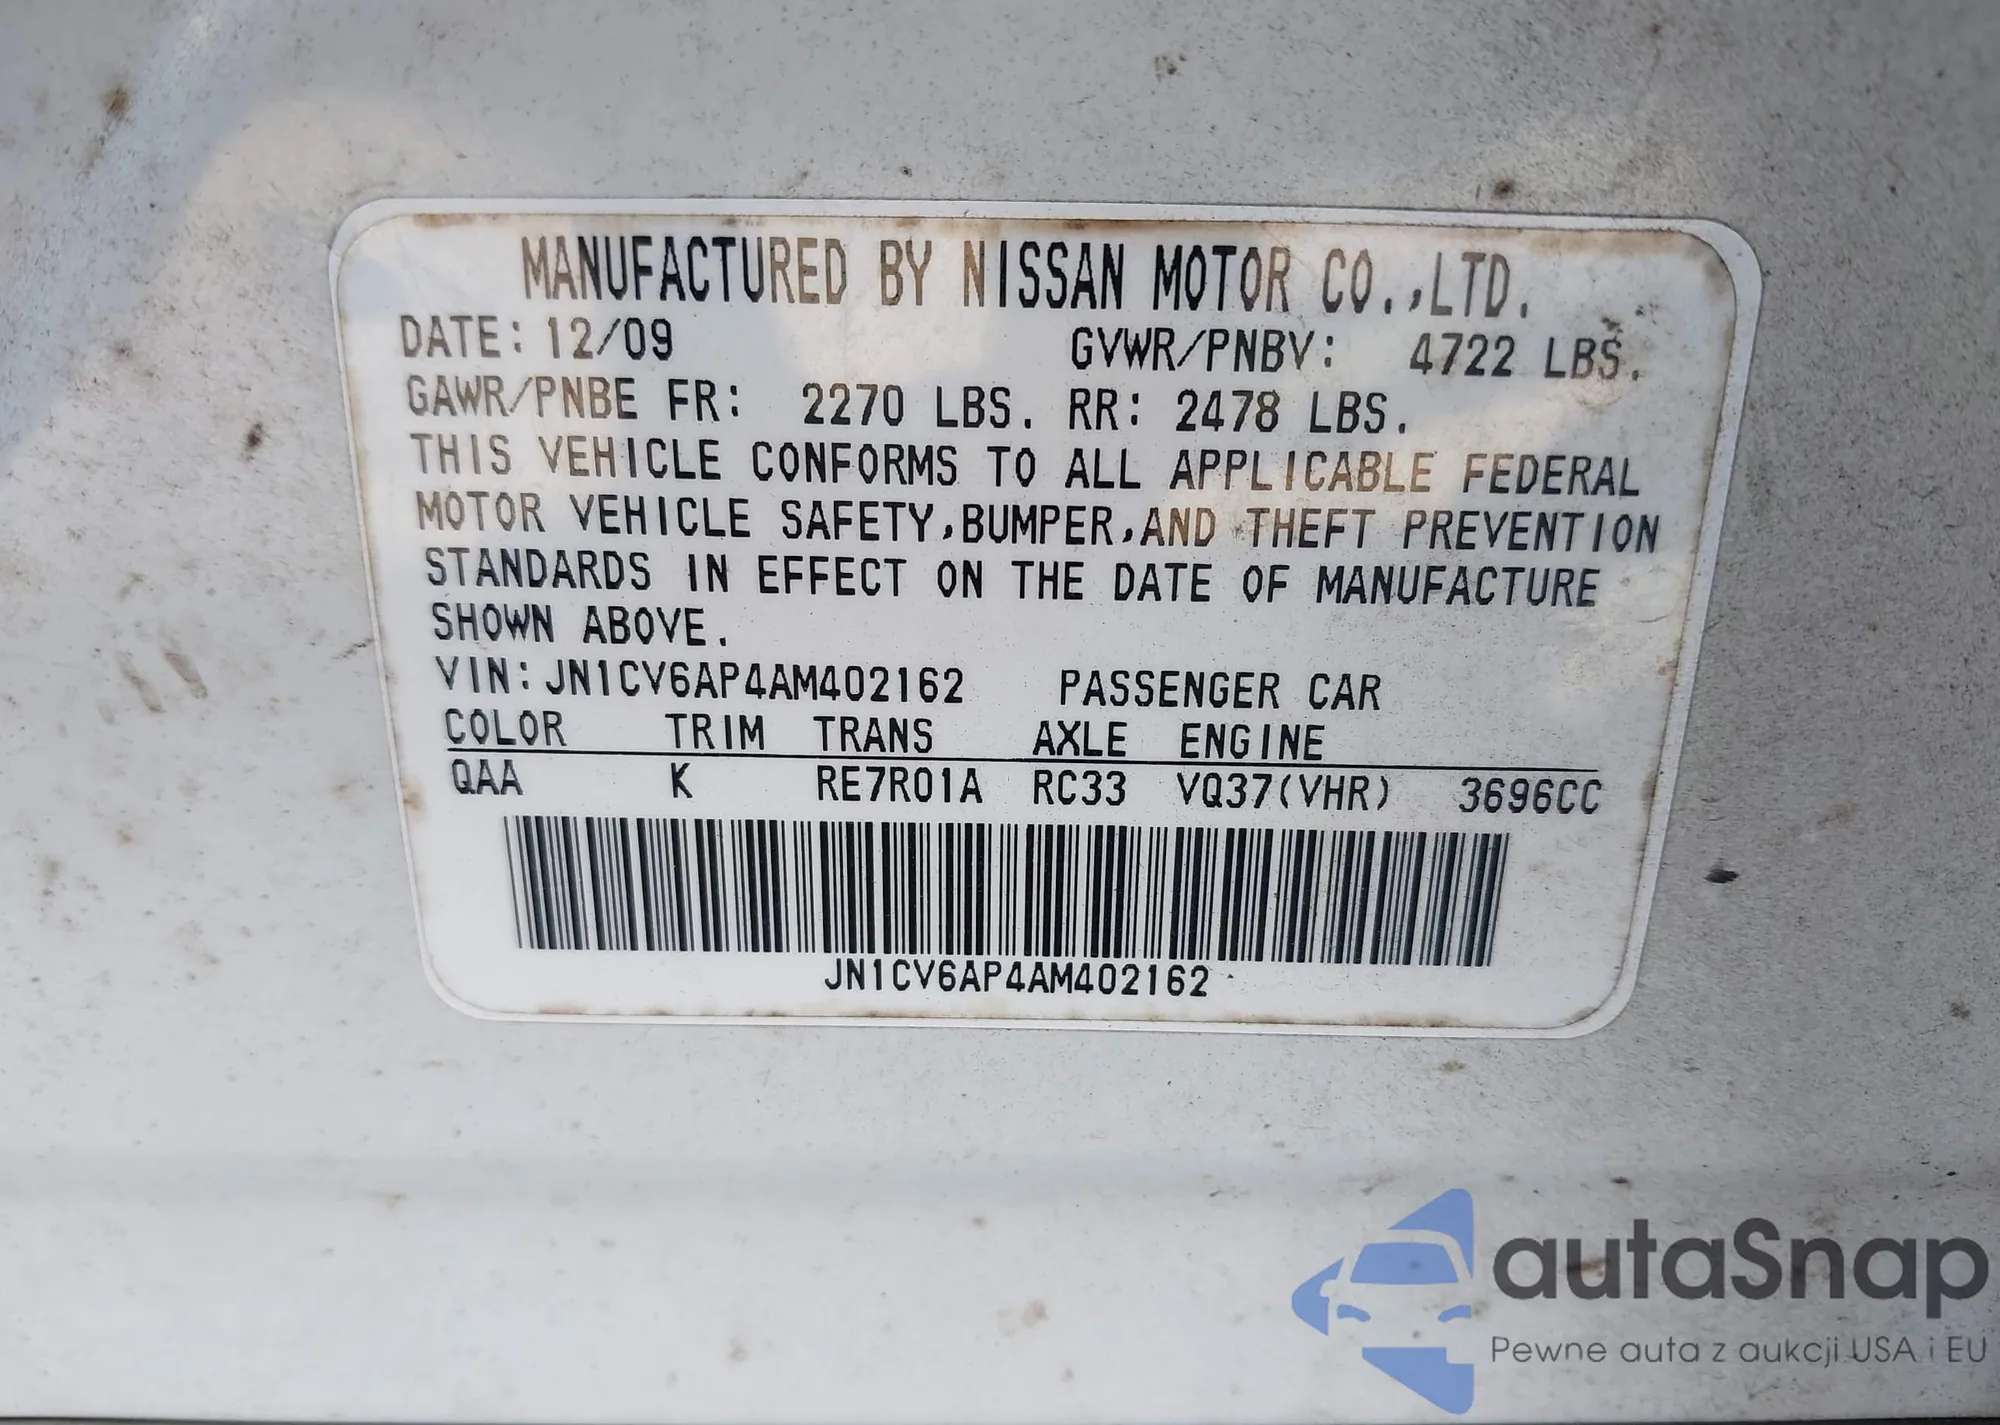 MANUFACTURED BY NISSAN MOTOR CO.,LTD.
DATE: 12/09 GVWR/PNBV: 4722 LBS.
GAWR/PNBE FR: 2270 LBS. RR: 2478 LBS.
THIS VEHICLE CONFORMS TO ALL APPLICABLE FEDERAL
MOTOR VEHICLE SAFETY,BUMPER,AND THEFT PREVENTION
STANDARDS IN EFFECT ON THE DATE OF MANUFACTURE
SHOWN ABOVE.
VIN: JN1CV6AP4AM402162 PASSENGER CAR
COLOR TRIM TRANS AXLE ENGINE
QAA K RE7R01A RC33 VQ37(VHR) 3696CC
JN1CV6AP4AM402162
autaSnap
Pewne auta z aukcji USA i EU